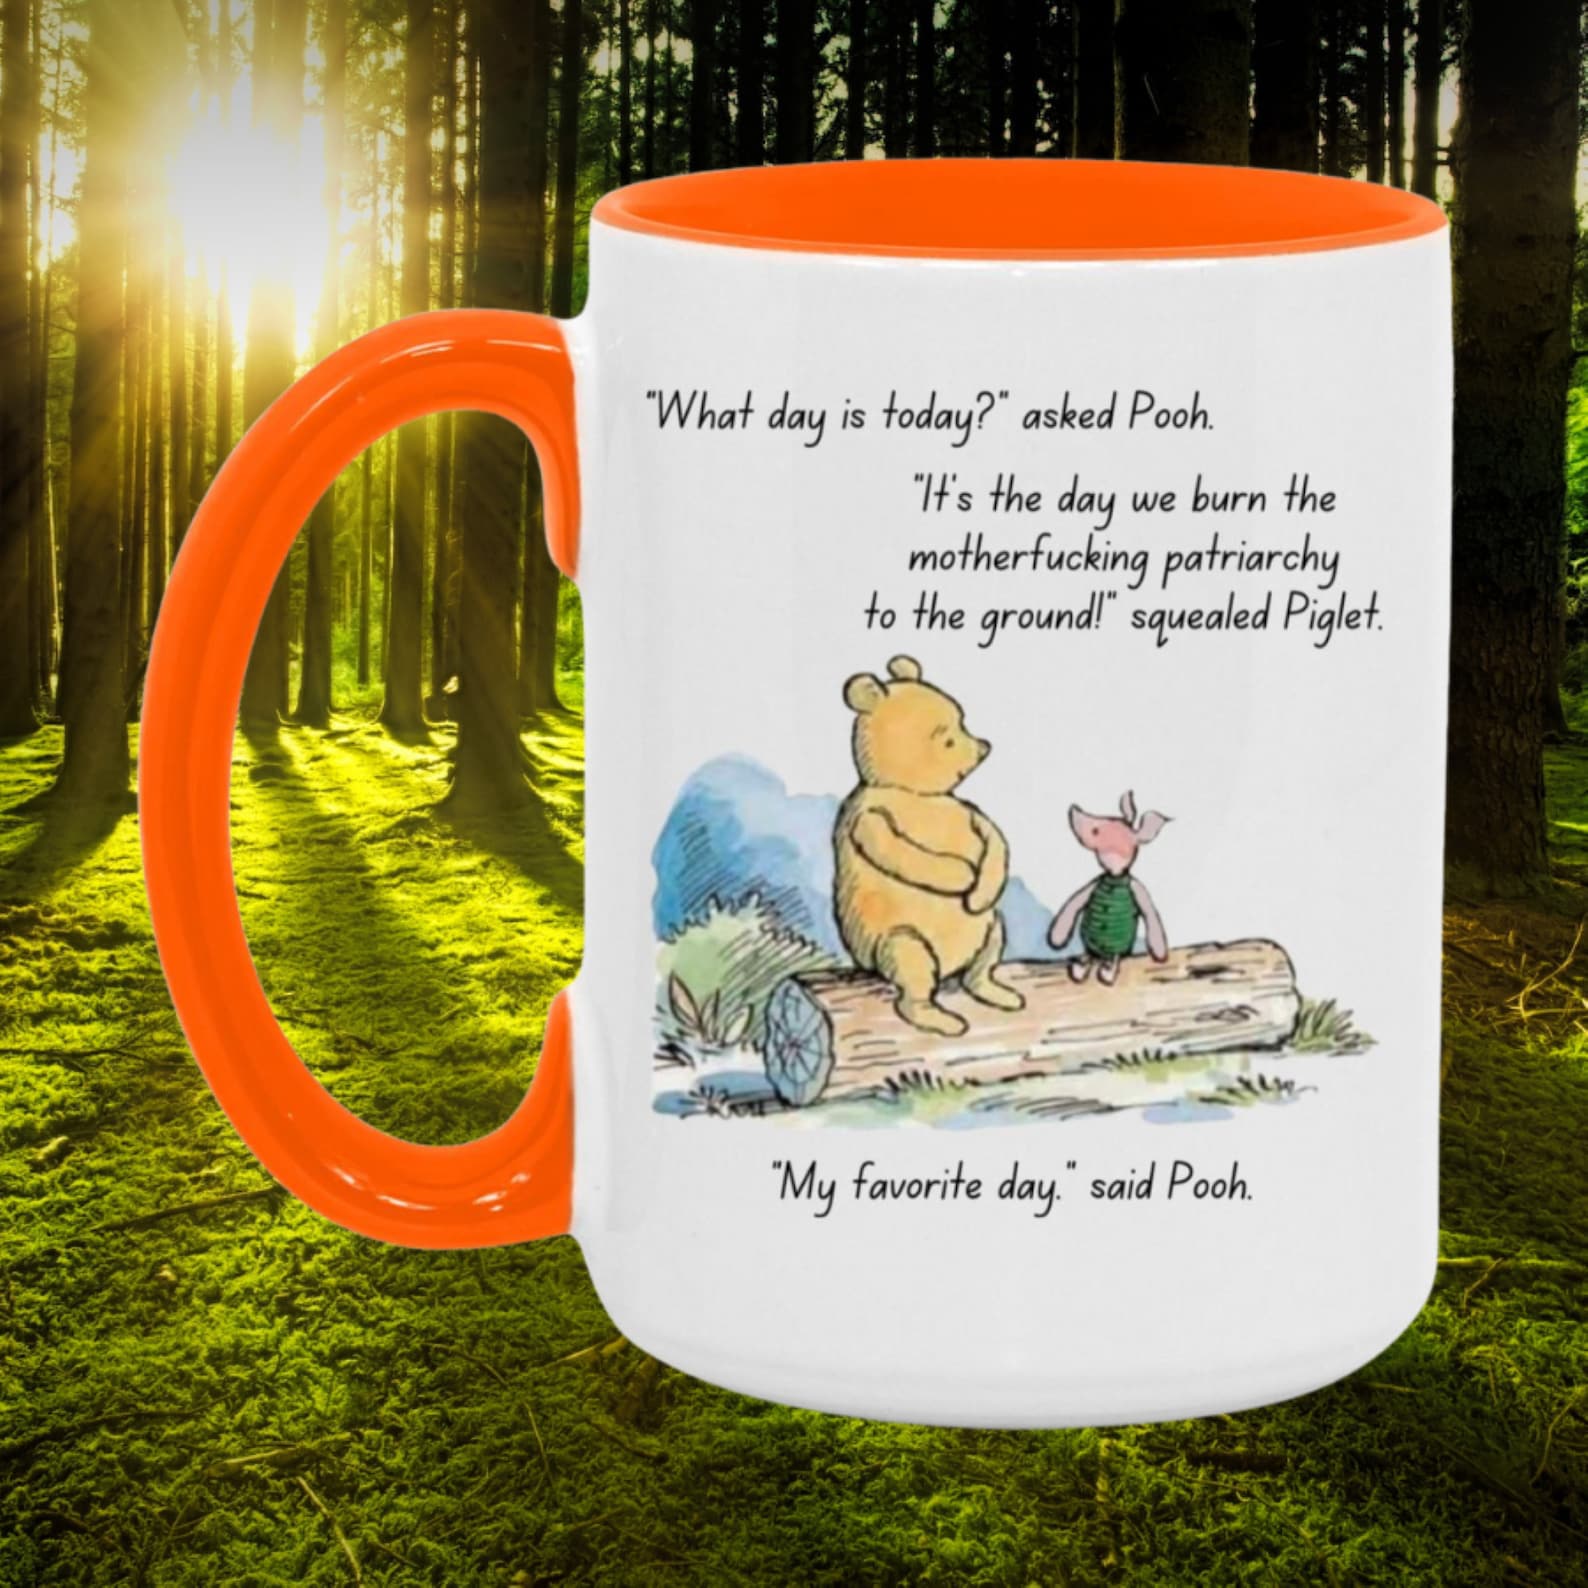 "What day is today?" asked Pooh.
"It's the day we burn the
motherfucking patriarchy
to the ground!" squealed Piglet.
"My favorite day." said Pooh.